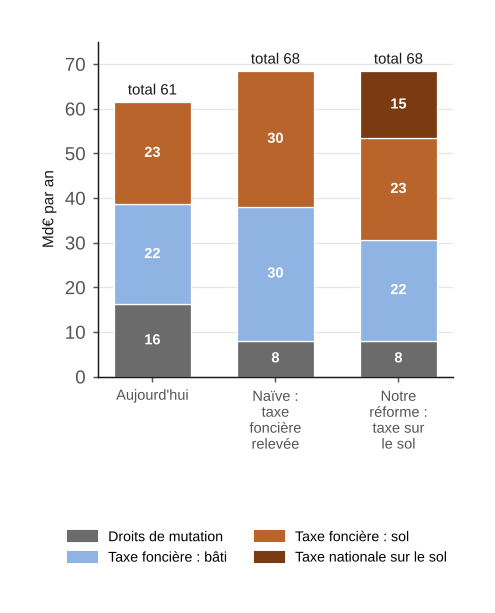 total 61
total 68
total 68
Md€ par an
70
60
50
40
30
20
10
0
23
22
16
30
30
8
15
23
22
8
Aujourd'hui
Naïve :
taxe
foncière
relevée
Notre
réforme :
taxe sur
le sol
Droits de mutation
Taxe foncière : bâti
Taxe foncière : sol
Taxe nationale sur le sol